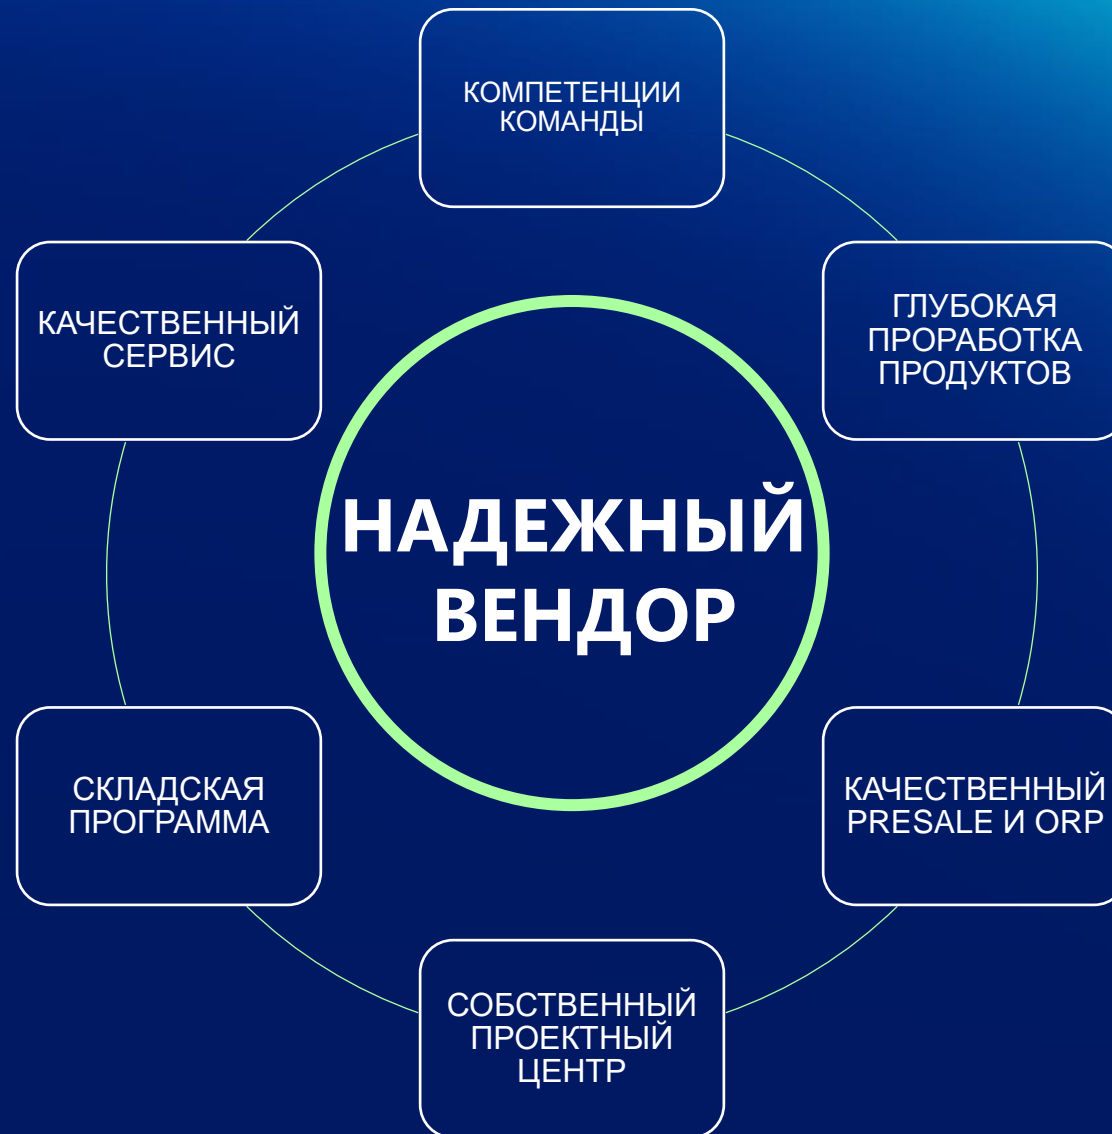 КОМПЕТЕНЦИИ
КОМАНДЫ
ГЛУБОКАЯ
ПРОРАБОТКА
ПРОДУКТОВ
КАЧЕСТВЕННЫЙ
PRESALE И ORP
СОБСТВЕННЫЙ
ПРОЕКТНЫЙ
ЦЕНТР
СКЛАДСКАЯ
ПРОГРАММА
КАЧЕСТВЕННЫЙ
СЕРВИС
НАДЕЖНЫЙ
ВЕНДОР